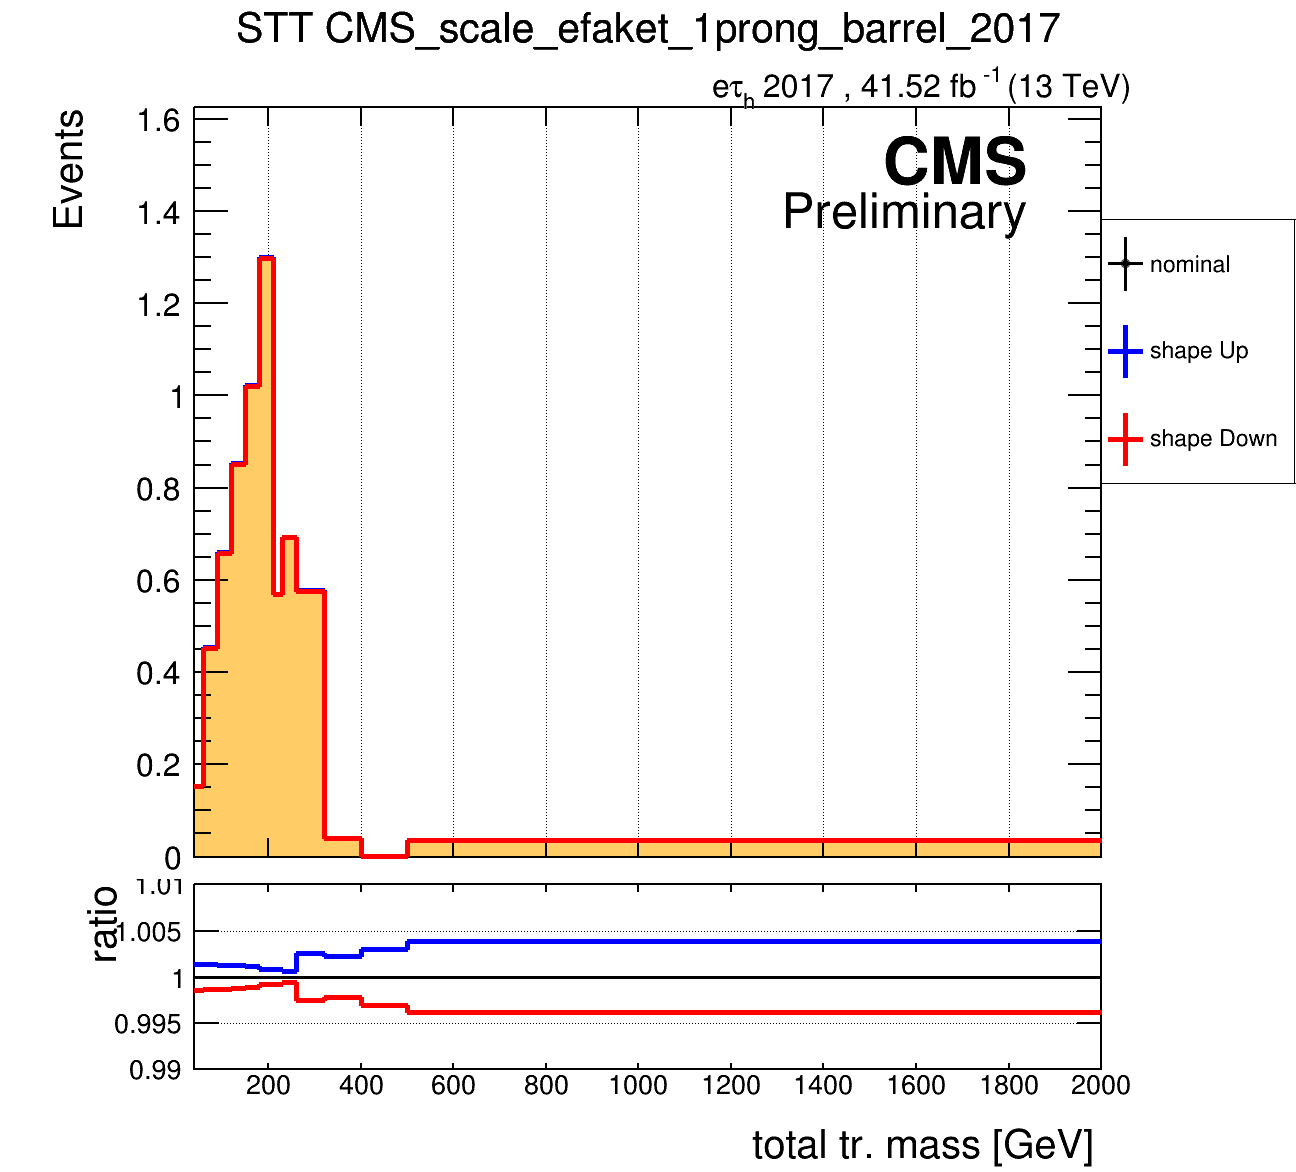 STT CMS_scale_efaket_1prong_barrel_2017
eτh 2017 , 41.52 fb -1 (13 TeV)
Events
1.6
1.4
1.2
1
0.8
0.6
0.4
0.2
0
CMS
Preliminary
nominal
shape Up
shape Down
ratio
1.01
1.005
1
0.995
0.99
200 400 600 800 1000 1200 1400 1600 1800 2000
total tr. mass [GeV]